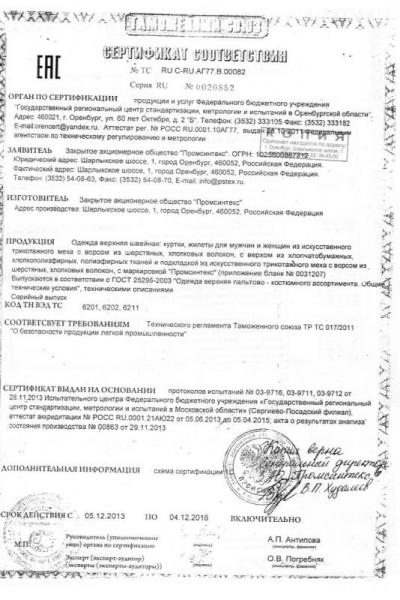 ТАМОЖЕННЫЙ СОЮЗ
СЕРТИФИКАТ СООТВЕТСТВИЯ
ЕАС
№ ТС RU C-RU.АГ77.В.00082
Серия RU № 0020852
ОРГАН ПО СЕРТИФИКАЦИИ продукции и услуг Федерального бюджетного учреждения
"Государственный региональный центр стандартизации, метрологии и испытаний в Оренбургской области".
Адрес: 460021, г. Оренбург, ул. 60 лет Октября, д. 2 "Б". Телефон: (3532) 333105 Факс: (3532) 333182
E-mail:orencert@yandex.ru. Аттестат рег. № РОСС RU.0001.10АГ77. выдан 28.10.2011 Федеральным
агентством по техническому регулированию и метрологии
КОПИЯ
ЗАЯВИТЕЛЬ Закрытое акционерное общество "Промсинтекс". ОГРН:
Юридический адрес: Шарлыкское шоссе, 1, город Оренбург, 460052, Российская Федерация
Фактический адрес: Шарлыкское шоссе, 1, город Оренбург, 460052, Российская Федерация.
Телефон (3532) 54-08-63, Факс: (3532) 54-08-70, E-mail: info@pstex.ru.
ИЗГОТОВИТЕЛЬ Закрытое акционерное общество "Промсинтекс"
Адрес производства: Шарлыкское шоссе, 1, город Оренбург, 460052, Российская Федерация
ПРОДУКЦИЯ Одежда верхняя швейная: куртки, жилеты для мужчин и женщин из искусственного
трикотажного меха с ворсом из шерстяных, хлопковых волокон, с верхом из хлопчатобумажных,
хлопкополиэфирных, полиэфирных тканей и подкладкой из искусственного трикотажного меха с ворсом из
шерстяных, хлопковых волокон, с маркировкой "Промсинтекс" (приложение бланк № 0031207)
Выпускаются в соответствии с ГОСТ 25295-2003 "Одежда верхняя пальтово - костюмного ассортимента. Общие
технические условия", техническими описаниями
Серийный выпуск
КОД ТН ВЭД ТС 6201, 6202, 6211
СООТВЕТСТВУЕТ ТРЕБОВАНИЯМ Технического регламента Таможенного союза ТР ТС 017/2011
"О безопасности продукции легкой промышленности"
СЕРТИФИКАТ ВЫДАН НА ОСНОВАНИИ протоколов испытаний № 03-9716, 03-9711, 03-9712 от
28.11.2013 Испытательного центра Федерального бюджетного учреждения «Государственный региональный
центр стандартизации, метрологии и испытаний в Московской области» (Сергиево-Посадский филиал),
аттестат аккредитации № РОСС RU.0001.21АЮ22 от 05.06.2013 до 05.04.2015; акта о результатах анализа
состояния производства № 00863 от 29.11.2013
Копия верна
Генеральный директор
Промсинтекс
ДОПОЛНИТЕЛЬНАЯ ИНФОРМАЦИЯ схема сертификации
СРОК ДЕЙСТВИЯ С 05.12.2013 ПО 04.12.2016 ВКЛЮЧИТЕЛЬНО
М.П.
Руководитель (уполномоченное лицо) органа по сертификации
А.П. Антипова
Эксперт (эксперт-аудитор)
(эксперты (эксперты-аудиторы))
О.В. Погребняк